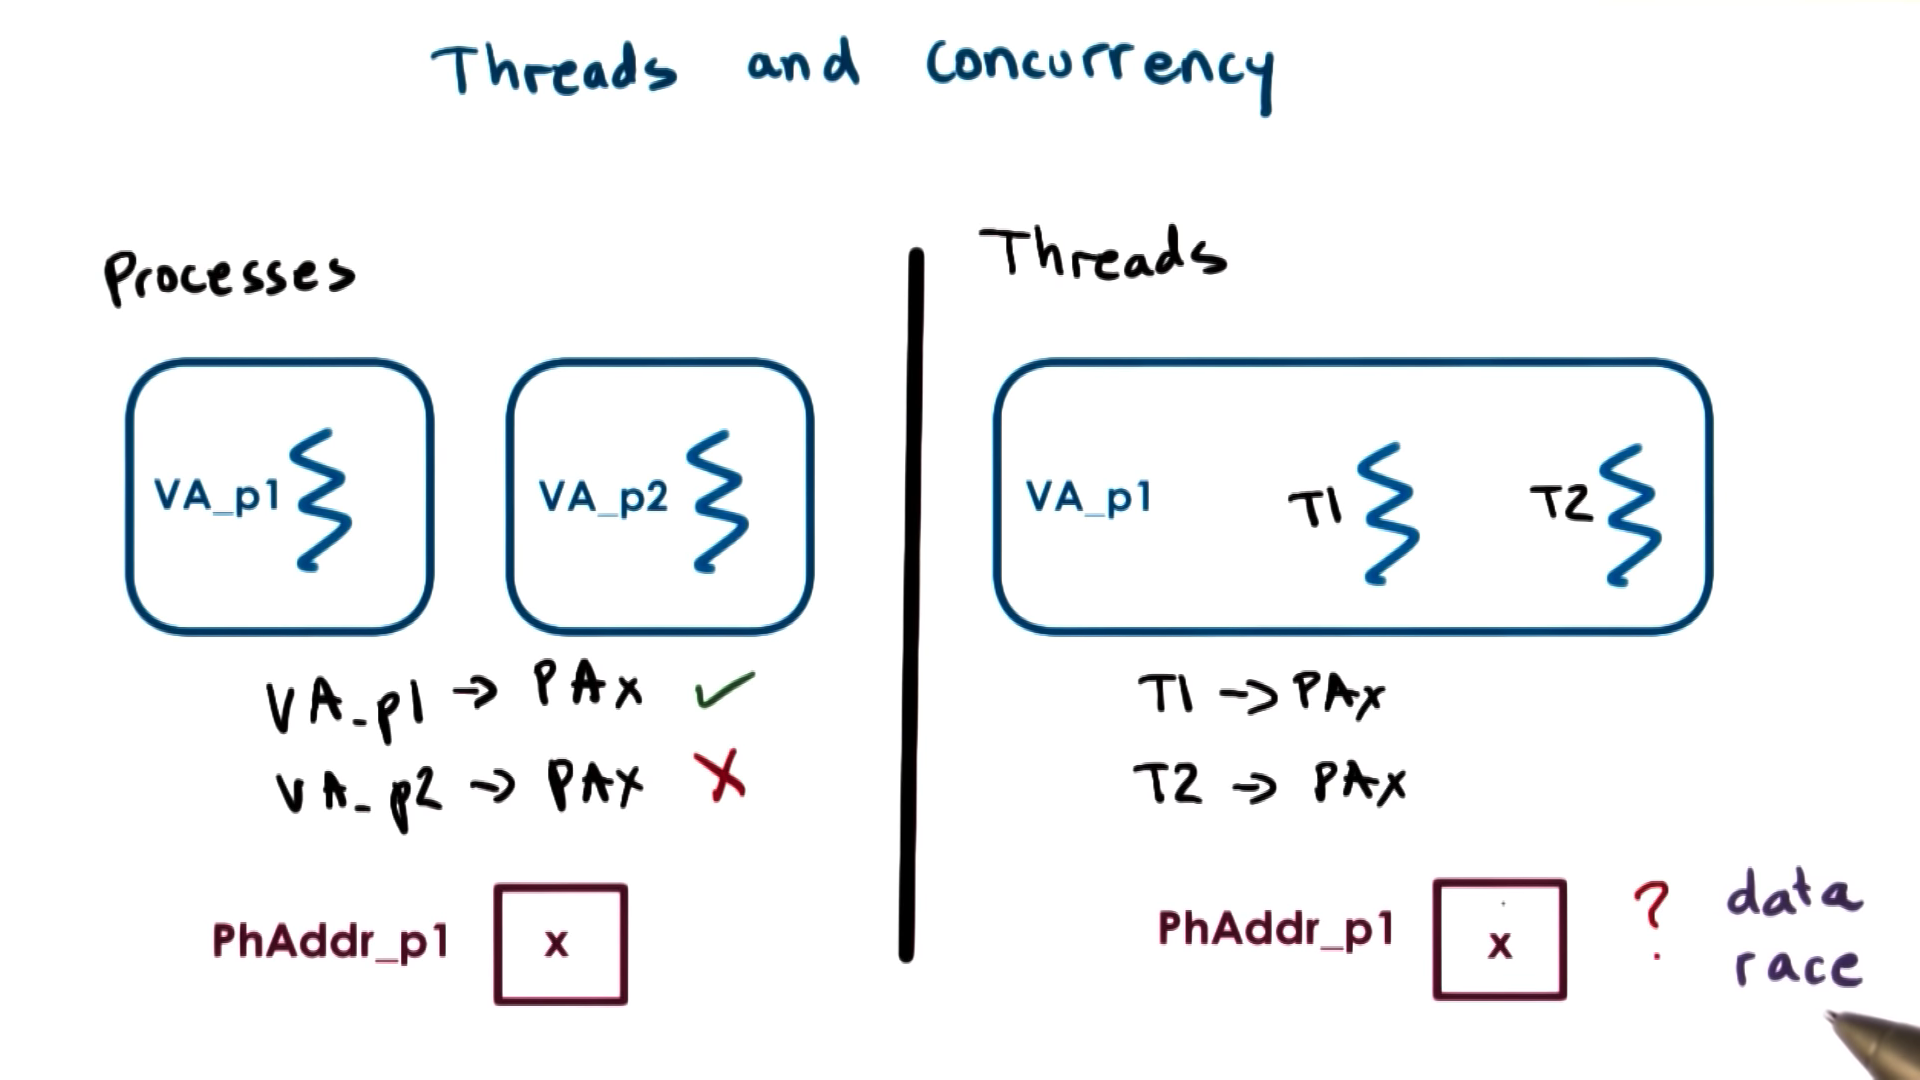 Threads and Concurrency
Processes
VA_p1
VA_p2
VA_p1 → PAx ✓
VA_p2 → PAx X
PhAddr_p1
x
Threads
VA_p1
T1
T2
T1 → PAx
T2 → PAx
PhAddr_p1
x
?
data
race